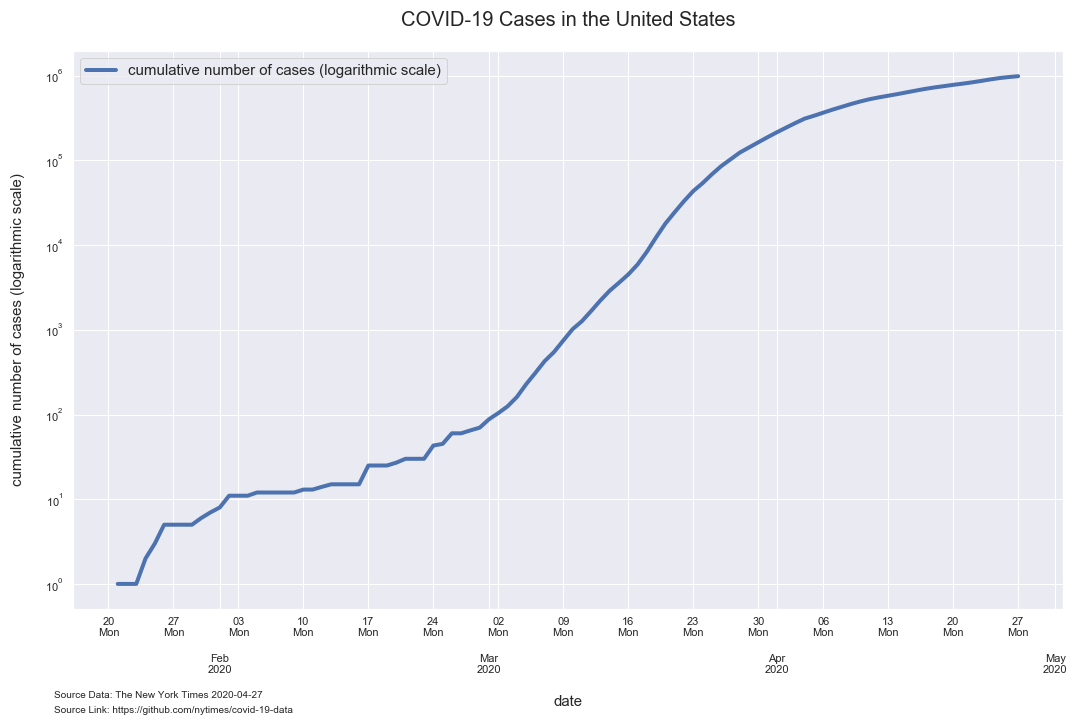 COVID-19 Cases in the United States
cumulative number of cases (logarithmic scale)
cumulative number of cases (logarithmic scale)
10⁶
10⁵
10⁴
10³
10²
10¹
10⁰
20 27 03 10 17 24 02 09 16 23 30 06 13 20 27
Mon Mon Mon Mon Mon Mon Mon Mon Mon Mon Mon Mon Mon Mon Mon
Feb Mar Apr May
2020 2020 2020 2020
date
Source Data: The New York Times 2020-04-27
Source Link: https://github.com/nytimes/covid-19-data